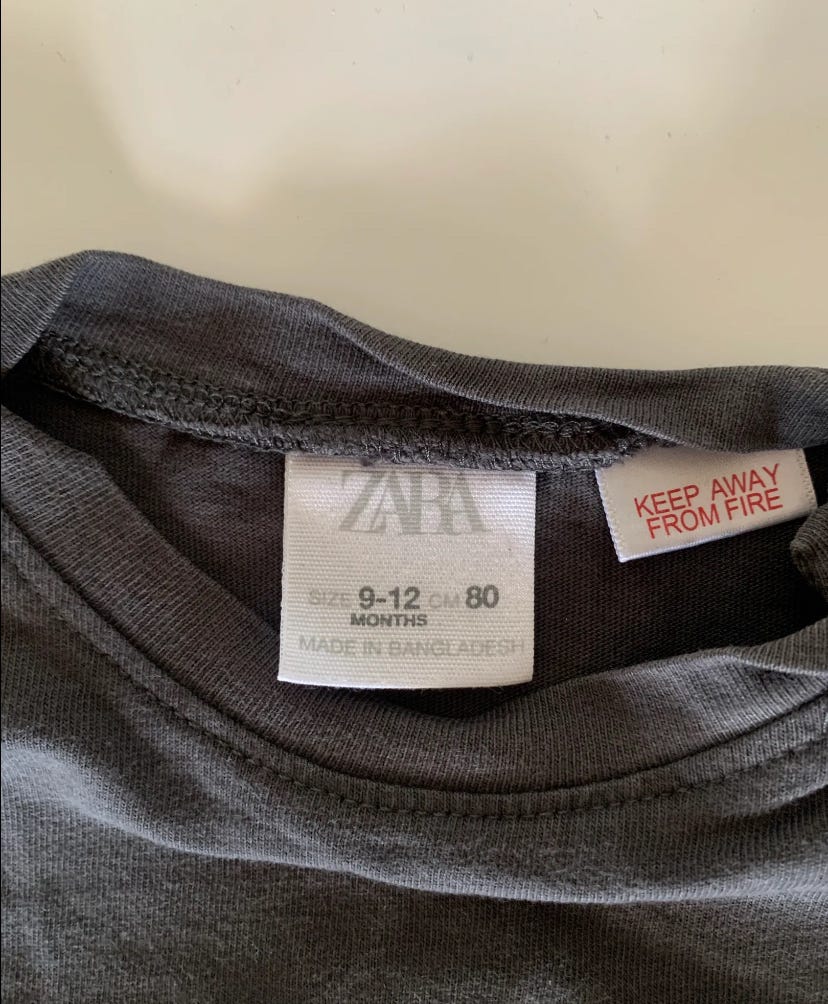 ZARA
SIZE 9-12 CM 80
MONTHS
MADE IN BANGLADESH
KEEP AWAY
FROM FIRE